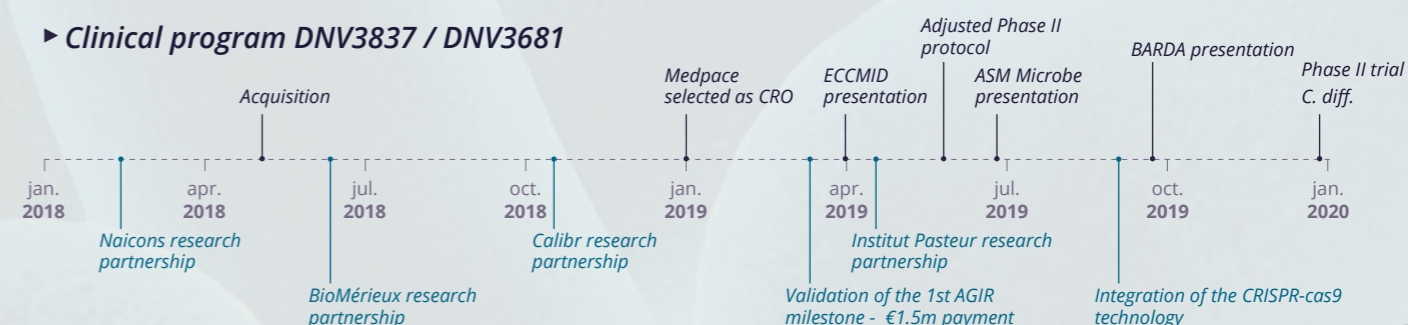 ► Clinical program DNV3837 / DNV3681
Acquisition
Medpace
selected as CRO
ECCMID
presentation
Adjusted Phase II
protocol
ASM Microbe
presentation
BARDA presentation
Phase II trial
C. diff.
jan.
2018
apr.
2018
jul.
2018
oct.
2018
jan.
2019
apr.
2019
jul.
2019
oct.
2019
jan.
2020
Naicons research
partnership
BioMérieux research
partnership
Calibr research
partnership
Validation of the 1st AGIR
milestone - €1.5m payment
Institut Pasteur research
partnership
Integration of the CRISPR-cas9
technology